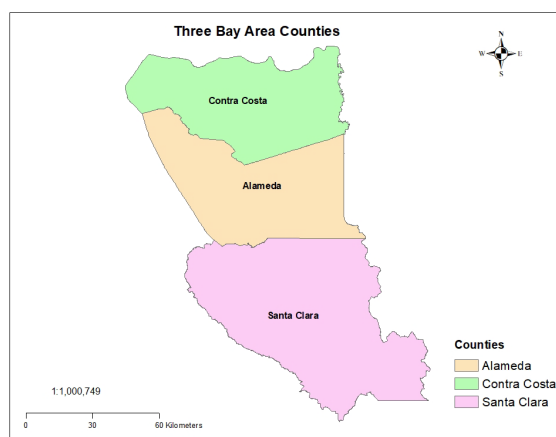 Three Bay Area Counties
N
W E
S
Contra Costa
Alameda
Santa Clara
Counties
Alameda
Contra Costa
Santa Clara
1:1,000,749
0 30 60 Kilometers